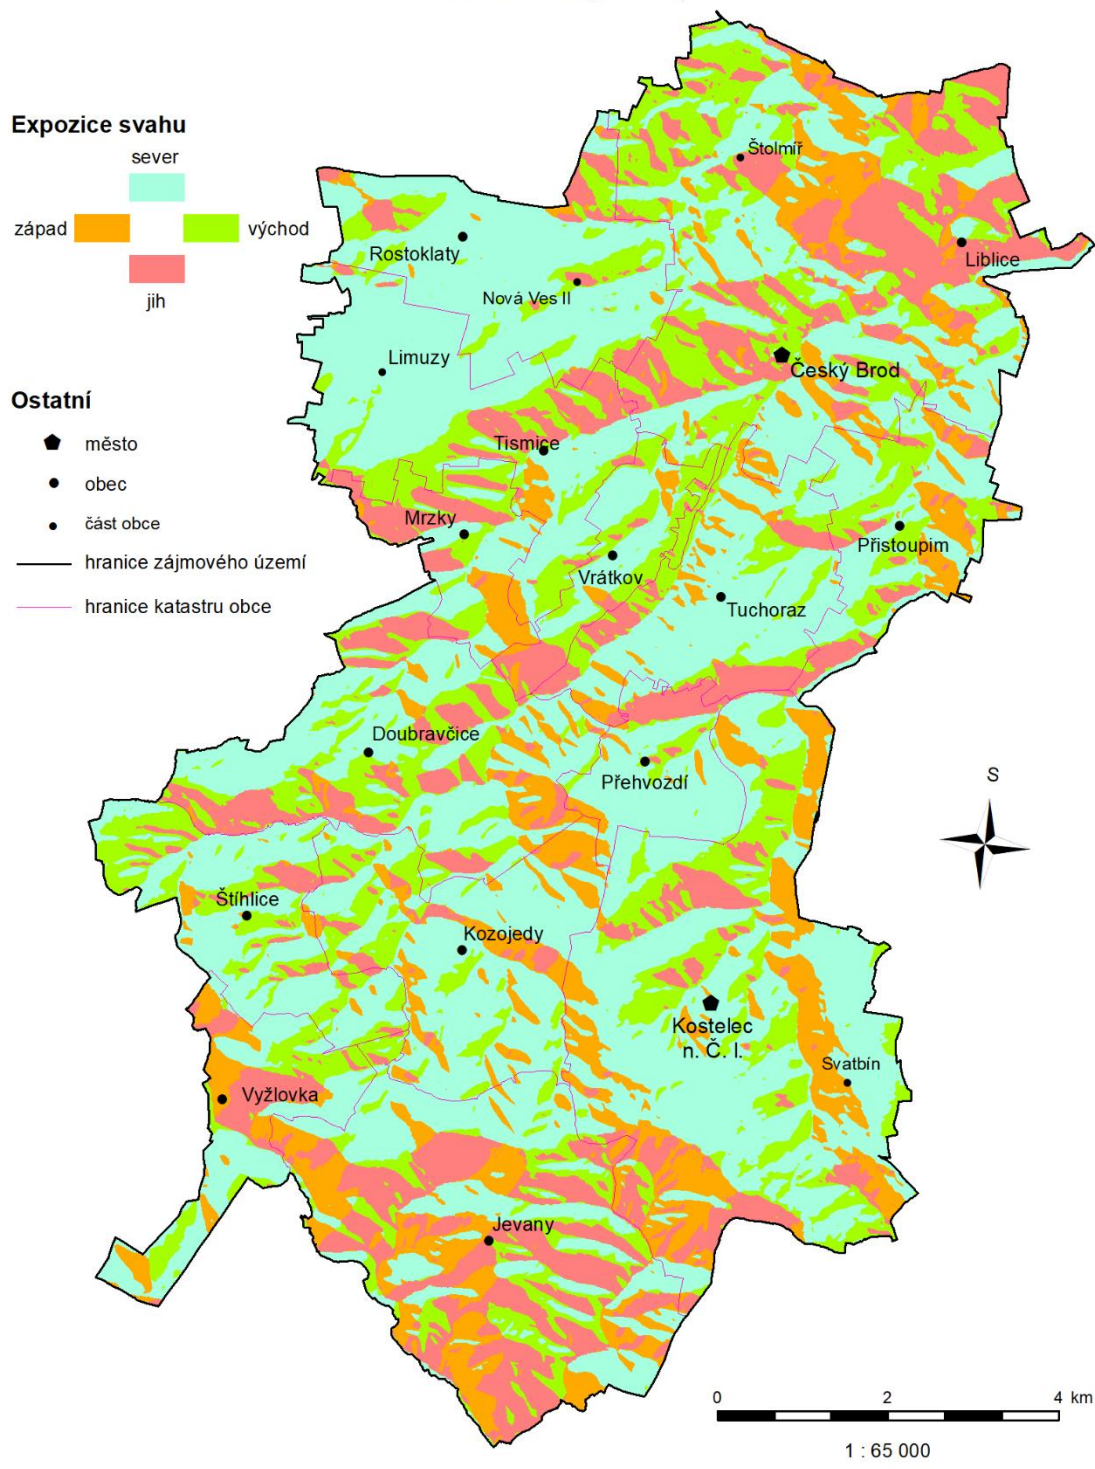 Expozice svahu
sever
západ
východ
jih
Ostatní
město
obec
část obce
hranice zájmového území
hranice katastru obce
Štolmíř
Rostoklaty
Liblice
Nová Ves II
Limuzy
Český Brod
Tismice
Mrzky
Přistoupim
Vrátkov
Tuchoraz
Doubravčice
Přehvozdí
S
Štíhlice
Kozojedy
Kostelec
n. Č. l.
Svatbín
Vyžlovka
Jevany
0 2 4 km
1 : 65 000